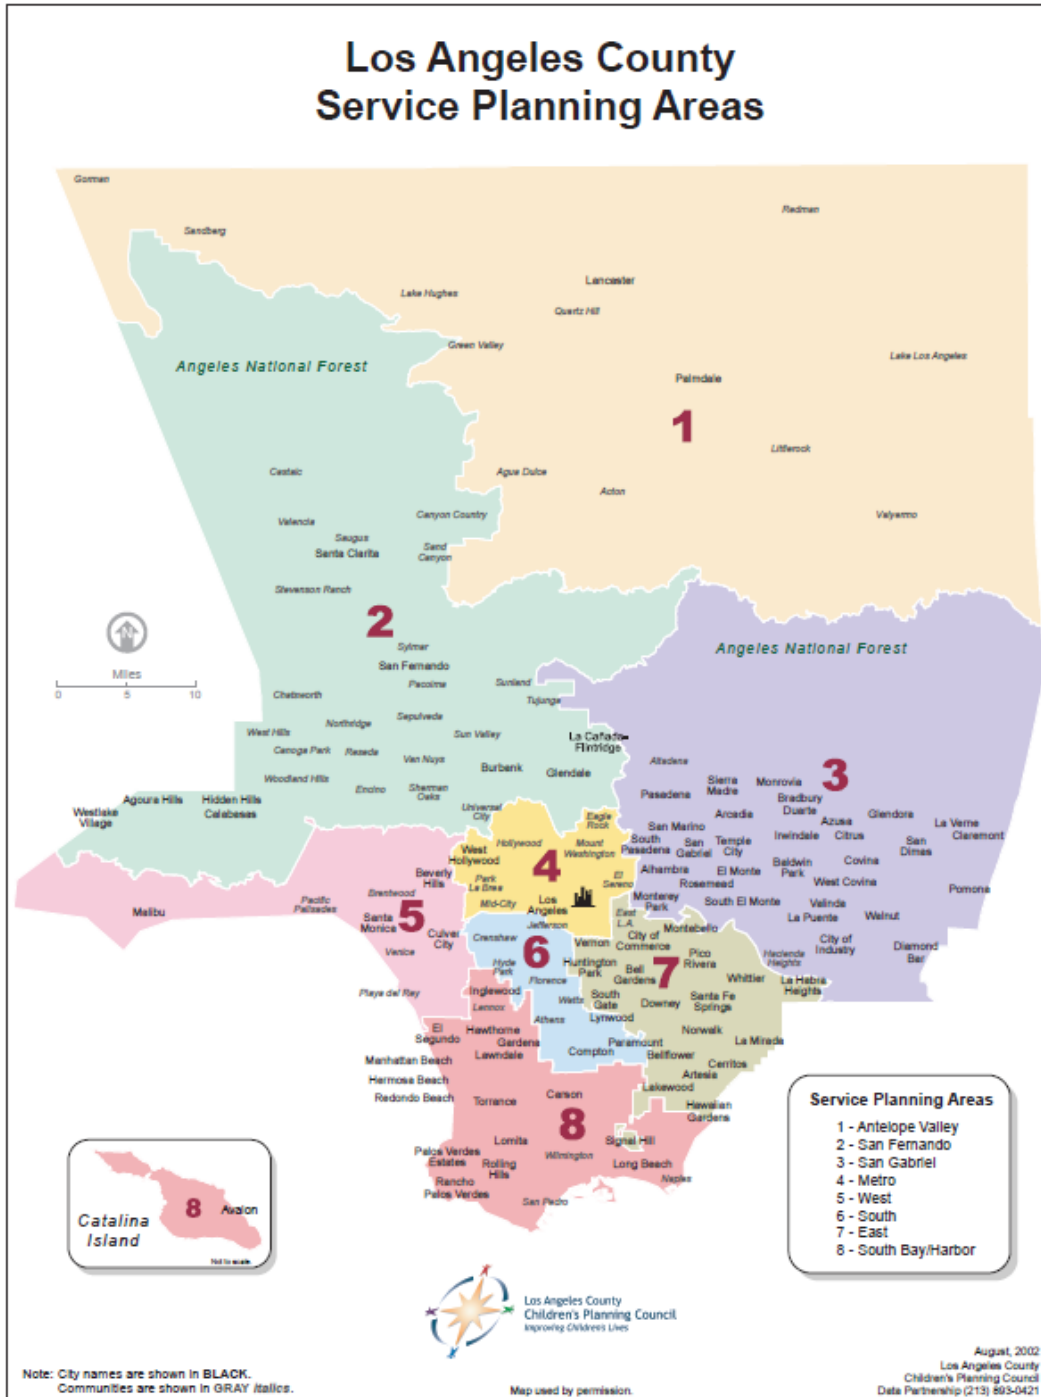 Los Angeles County
Service Planning Areas
Gorman
Redman
Sandberg
Lancaster
Lake Hughes
Quartz Hill
Green Valley
Lake Los Angeles
Angeles National Forest
Palmdale
1
Littlerock
Castaic
Agua Dulce
Acton
Canyon Country
Valyermo
Valencia
Saugus
Santa Clarita
Sand
Canyon
Stevenson Ranch
2
Sylmar
San Fernando
Angeles National Forest
N
Miles
0 5 10
Pacoima
Sunland
Chatsworth
Tujunga
Northridge
Sepulveda
West Hills
Sun Valley
La Cañada
Flintridge
Canoga Park
Reseda
Van Nuys
Altadena
3
Burbank
Glendale
Woodland Hills
Encino
Sherman
Oaks
Sierra
Madre
Monrovia
Pasadena
Bradbury
Duarte
Agoura Hills
Hidden Hills
Calabasas
Westlake
Village
Universal
City
Eagle
Rock
Arcadia
Azusa
Glendora
La Verne
Claremont
San Marino
Irwindale
Citrus
Hollywood
Mount
Washington
South
Pasadena
San
Gabriel
Temple
City
San
Dimas
West
Hollywood
4
Baldwin
Park
Covina
Alhambra
El Monte
Beverly
Hills
Park
La Brea
El
Sereno
Rosemead
West Covina
Pomona
Brentwood
Mid-City
Los
Angeles
Monterey
Park
South El Monte
Valinda
La Puente
Walnut
Malibu
Pacific
Palisades
5
Santa
Monica
Jefferson
East
L.A.
Montebello
Culver
City
Crenshaw
6
Vernon
City of
Commerce
City of
Industry
Diamond
Bar
Venice
Pico
Rivera
Hacienda
Heights
Hyde
Park
Huntington
Park
Bell
Gardens
7
Whittier
La Habra
Heights
Florence
Playa del Rey
Inglewood
Lennox
Watts
South
Gate
Downey
Santa Fe
Springs
Athens
Lynwood
El
Segundo
Hawthorne
Gardena
Lawndale
Norwalk
La Mirada
Paramount
Compton
Bellflower
Manhattan Beach
Cerritos
Artesia
Hermosa Beach
Lakewood
Redondo Beach
Torrance
Carson
Hawaiian
Gardens
8
Lomita
Signal Hill
Palos Verdes
Estates
Rolling
Hills
Wilmington
Long Beach
Rancho
Palos Verdes
Naples
San Pedro
Service Planning Areas
1 - Antelope Valley
2 - San Fernando
3 - San Gabriel
4 - Metro
5 - West
6 - South
7 - East
8 - South Bay/Harbor
8
Avalon
Catalina
Island
Not to scale
Los Angeles County
Children's Planning Council
Improving Children's Lives
Note: City names are shown in BLACK.
Communities are shown in GRAY Italics.
Map used by permission.
August, 2002
Los Angeles County
Children's Planning Council
Data Partnership (213) 893-0421